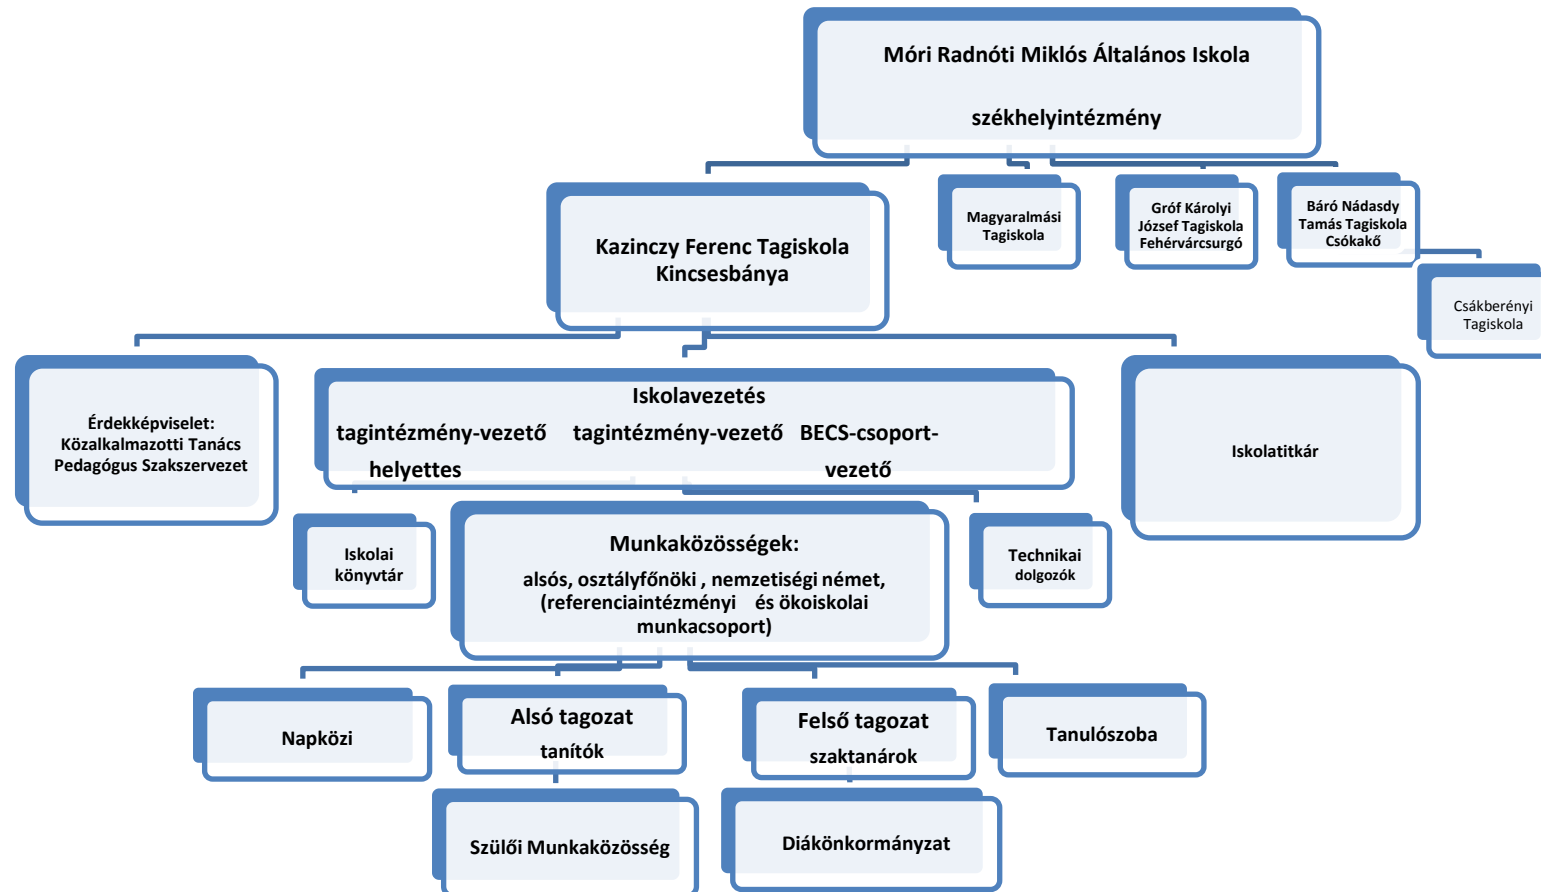 Móri Radnóti Miklós Általános Iskola
székhelyintézmény
Kazinczy Ferenc Tagiskola
Kincsesbánya
Magyaralmási
Tagiskola
Gróf Károlyi
József Tagiskola
Fehérvárcsurgó
Báró Nádasdy
Tamás Tagiskola
Csókakő
Csákberényi
Tagiskola
Érdekképviselet:
Közalkalmazotti Tanács
Pedagógus Szakszervezet
Iskolavezetés
tagintézmény-vezető tagintézmény-vezető BECS-csoport-
helyettes vezető
Iskolatitkár
Iskolai
könyvtár
Munkaközösségek:
alsós, osztályfőnöki , nemzetiségi német,
(referenciaintézményi és ökoiskolai
munkacsoport)
Technikai
dolgozók
Napközi
Alsó tagozat
tanítók
Felső tagozat
szaktanárok
Tanulószoba
Szülői Munkaközösség
Diákönkormányzat